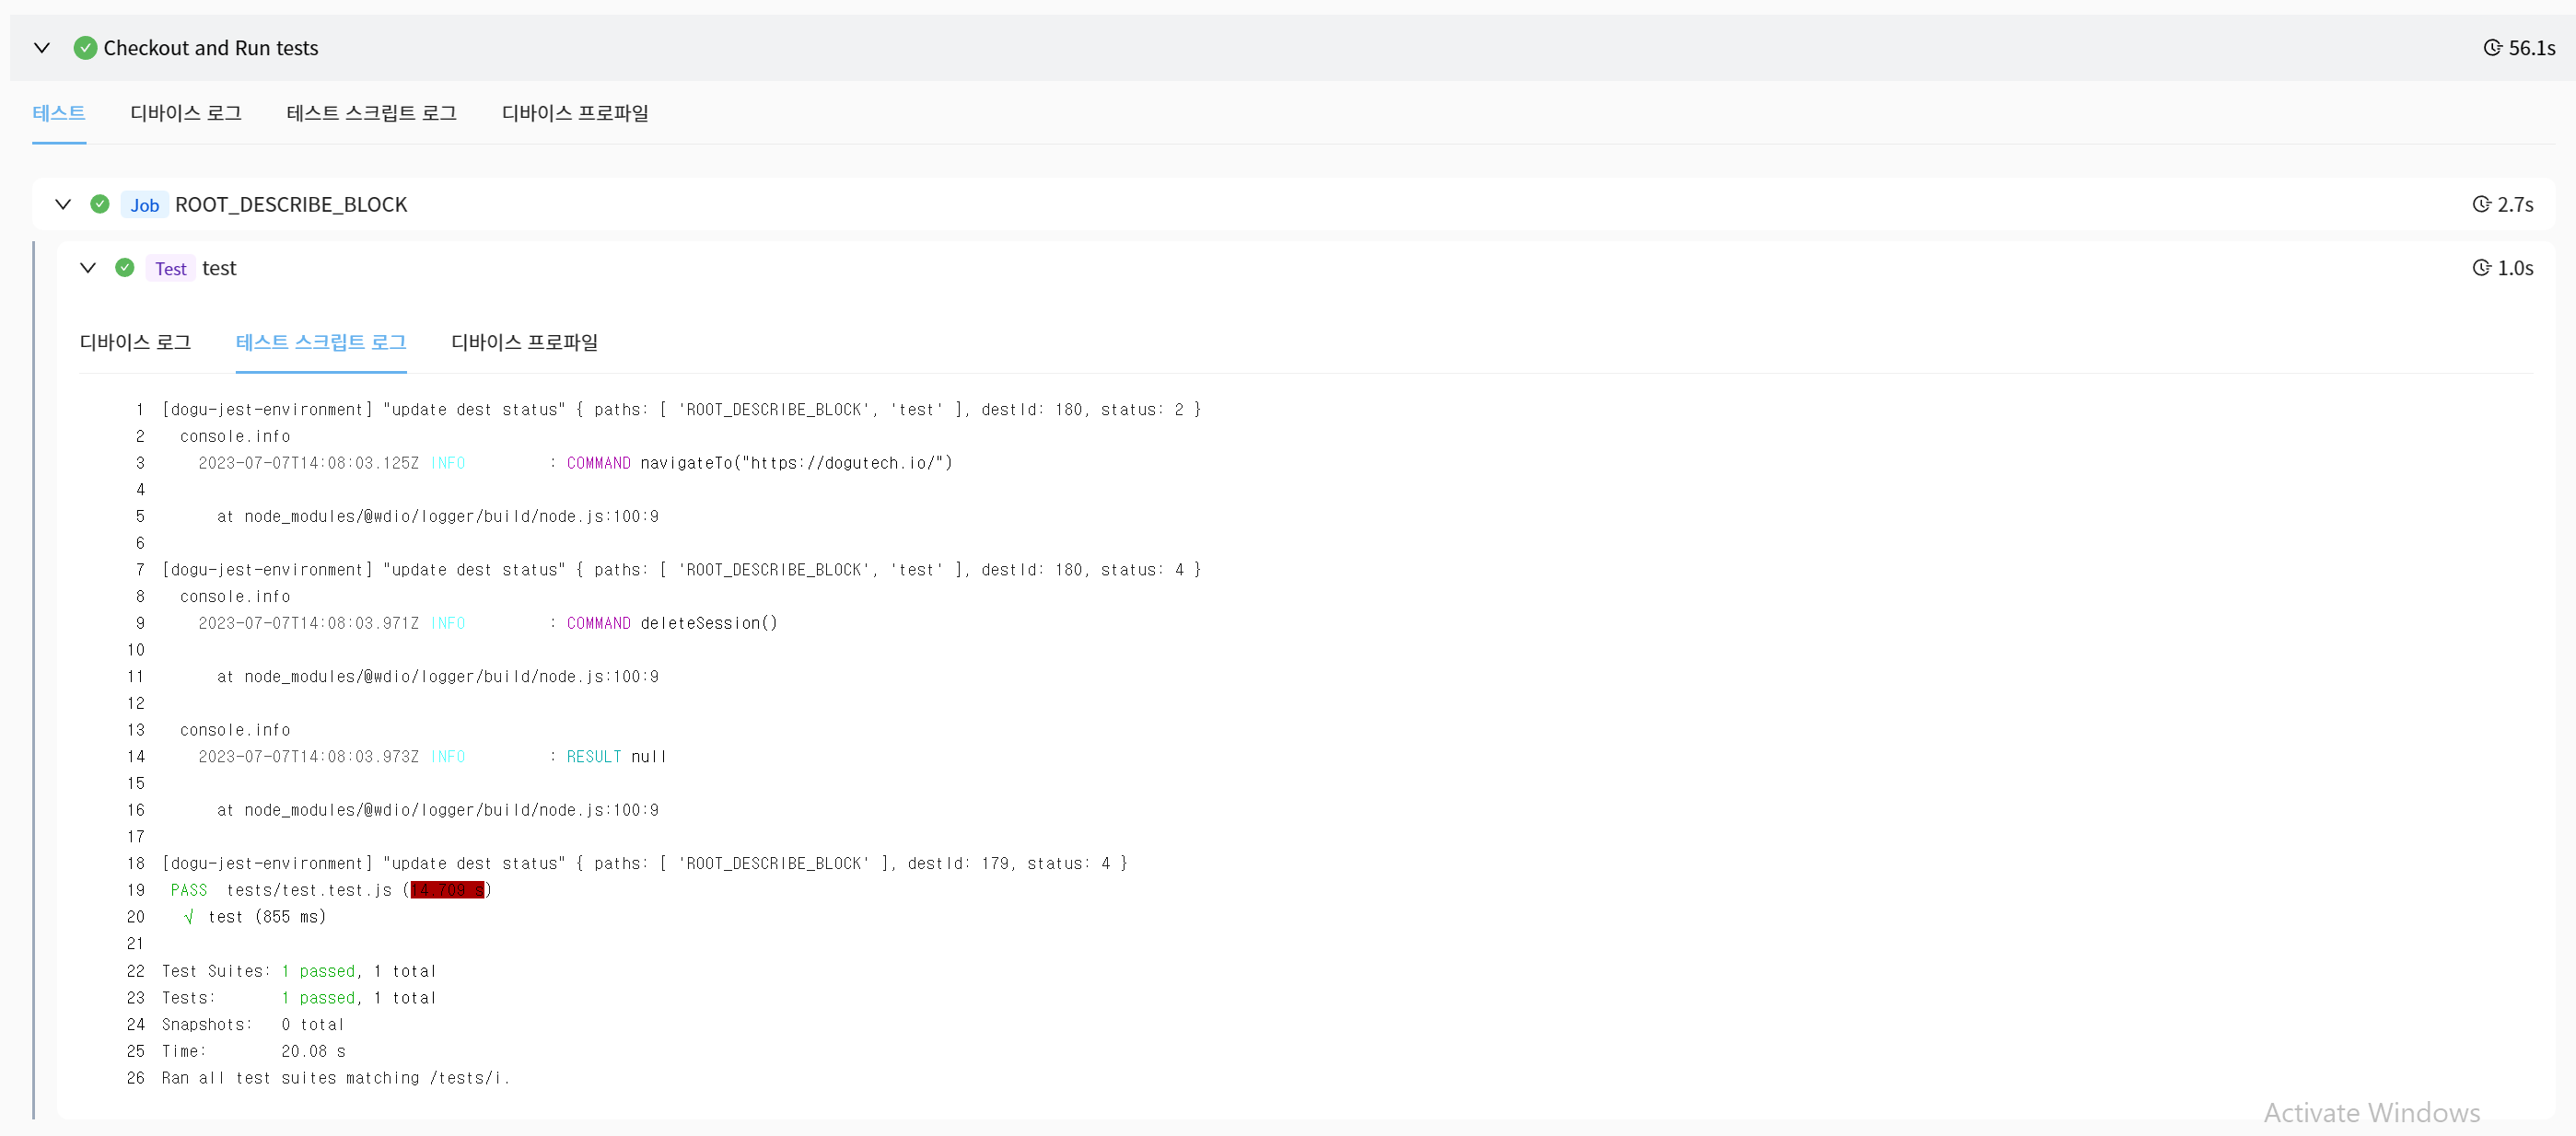 Checkout and Run tests 56.1s
테스트 디바이스 로그 테스트 스크립트 로그 디바이스 프로파일
Job ROOT_DESCRIBE_BLOCK 2.7s
Test test 1.0s
디바이스 로그 테스트 스크립트 로그 디바이스 프로파일
1 [dogu-jest-environment] "update dest status" { paths: [ 'ROOT_DESCRIBE_BLOCK', 'test' ], destId: 180, status: 2 }
2 console.info
3 2023-07-07T14:08:03.125Z INFO : COMMAND navigateTo("https://dogutech.io/")
4
5 at node_modules/@wdio/logger/build/node.js:100:9
6
7 [dogu-jest-environment] "update dest status" { paths: [ 'ROOT_DESCRIBE_BLOCK', 'test' ], destId: 180, status: 4 }
8 console.info
9 2023-07-07T14:08:03.971Z INFO : COMMAND deleteSession()
10
11 at node_modules/@wdio/logger/build/node.js:100:9
12
13 console.info
14 2023-07-07T14:08:03.973Z INFO : RESULT null
15
16 at node_modules/@wdio/logger/build/node.js:100:9
17
18 [dogu-jest-environment] "update dest status" { paths: [ 'ROOT_DESCRIBE_BLOCK' ], destId: 179, status: 4 }
19 PASS tests/test.test.js (14.709 s)
20 √ test (855 ms)
21
22 Test Suites: 1 passed, 1 total
23 Tests: 1 passed, 1 total
24 Snapshots: 0 total
25 Time: 20.08 s
26 Ran all test suites matching /tests/i.
Activate Windows